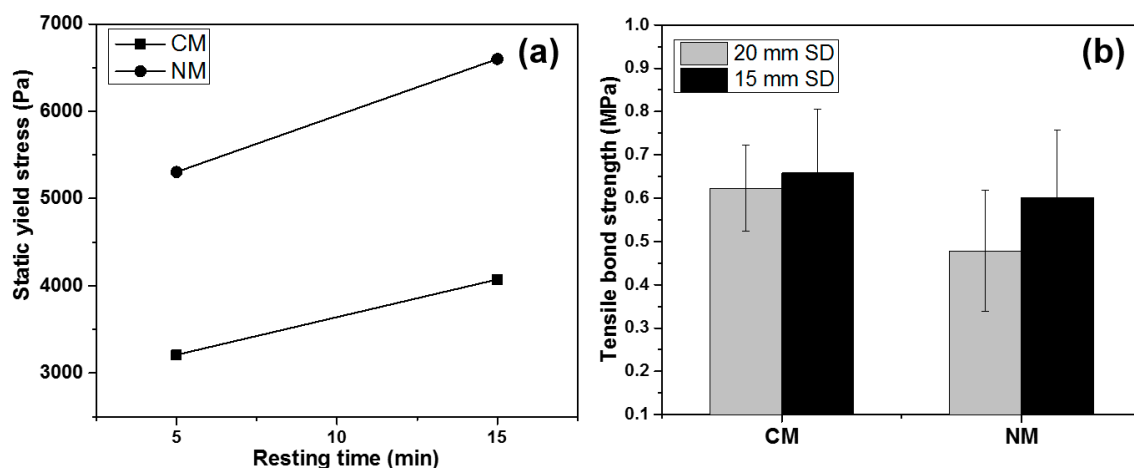 (a)
CM
NM
7000
6000
5000
4000
3000
Static yield stress (Pa)
5
10
15
Resting time (min)
(b)
20 mm SD
15 mm SD
1.0
0.9
0.8
0.7
0.6
0.5
0.4
0.3
0.2
0.1
Tensile bond strength (MPa)
CM
NM